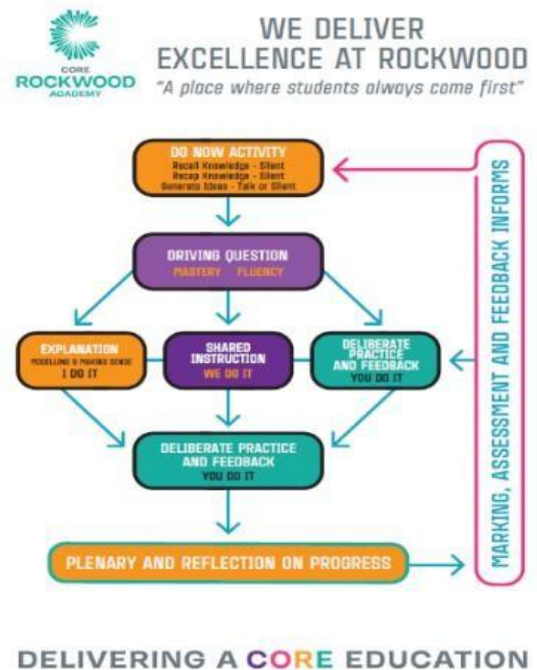 CORE
ROCKWOOD
ACADEMY
WE DELIVER
EXCELLENCE AT ROCKWOOD
"A place where students always come first"
DO NOW ACTIVITY
Recall Knowledge - Silent
Recap Knowledge - Silent
Generate Ideas - Talk or Silent
DRIVING QUESTION
MASTERY FLUENCY
EXPLANATION
MODELLING & MAKING SENSE
I DO IT
SHARED
INSTRUCTION
WE DO IT
DELIBERATE
PRACTICE
AND FEEDBACK
YOU DO IT
DELIBERATE PRACTICE
AND FEEDBACK
YOU DO IT
PLENARY AND REFLECTION ON PROGRESS
MARKING, ASSESSMENT AND FEEDBACK INFORMS
DELIVERING A CORE EDUCATION